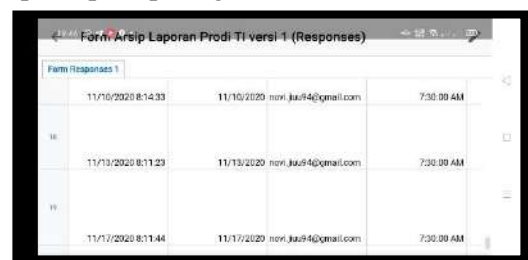 Form Arsip Laporan Prodi TI versi 1 (Responses)
Form Responses 1
11/10/2020 8:14:33 11/10/2020 novi.juu94@gmail.com 7:30:00 AM
18
11/13/2020 8:11:23 11/13/2020 novi.juu94@gmail.com 7:30:00 AM
19
11/17/2020 8:11:44 11/17/2020 novi.juu94@gmail.com 7:30:00 AM